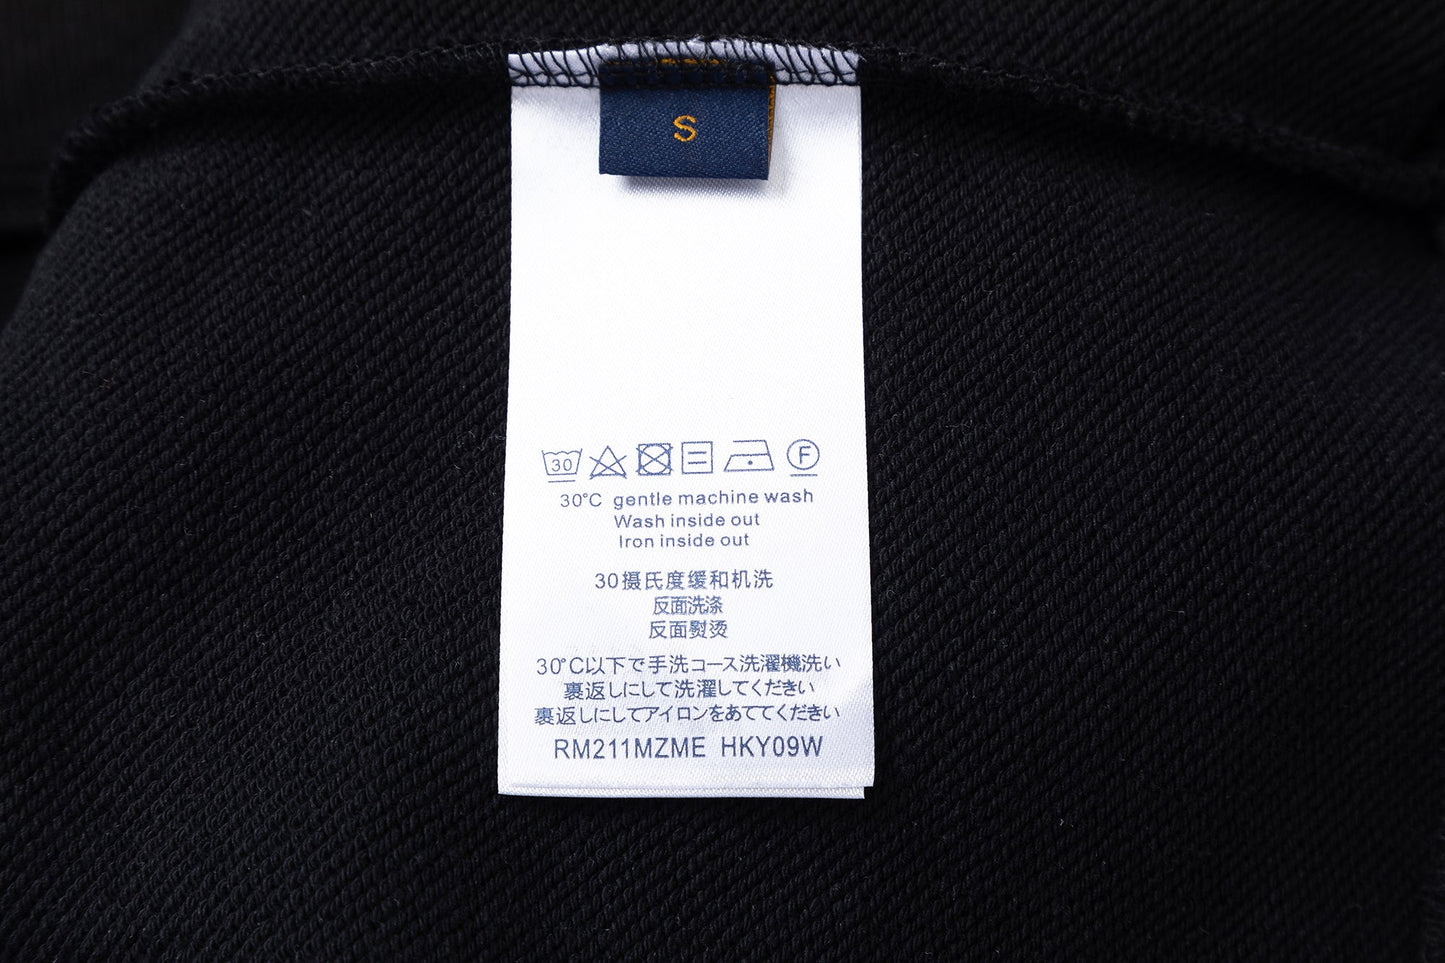 S
30 F
30°C gentle machine wash
Wash inside out
Iron inside out
30摄氏度缓和机洗
反面洗涤
反面熨烫
30℃以下で手洗コース洗濯機洗い
裏返しにして洗濯してください
裏返しにしてアイロンをあててください
RM211MZME HKY09W